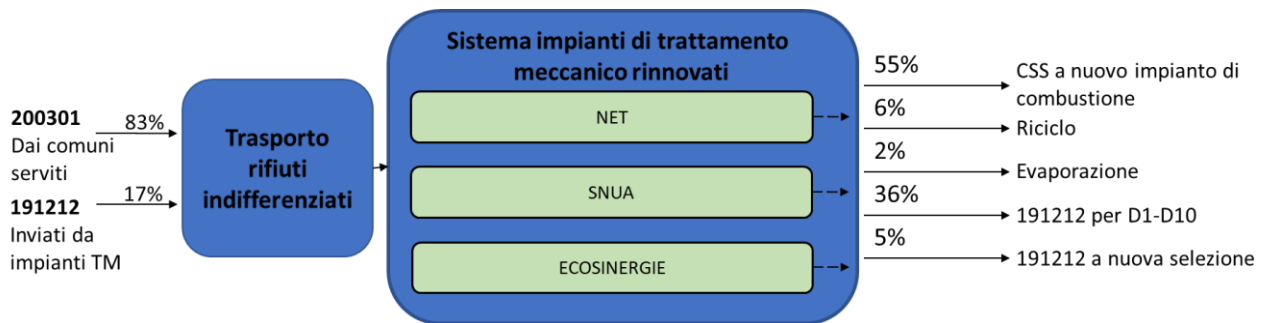 200301
83%
Dai comuni
serviti
191212
17%
Inviati da
impianti TM
Trasporto
rifiuti
indifferenziati
Sistema impianti di trattamento
meccanico rinnovati
NET
SNUA
ECOSINERGIE
55%
CSS a nuovo impianto di
combustione
6%
Riciclo
2%
Evaporazione
36%
191212 per D1-D10
5%
191212 a nuova selezione